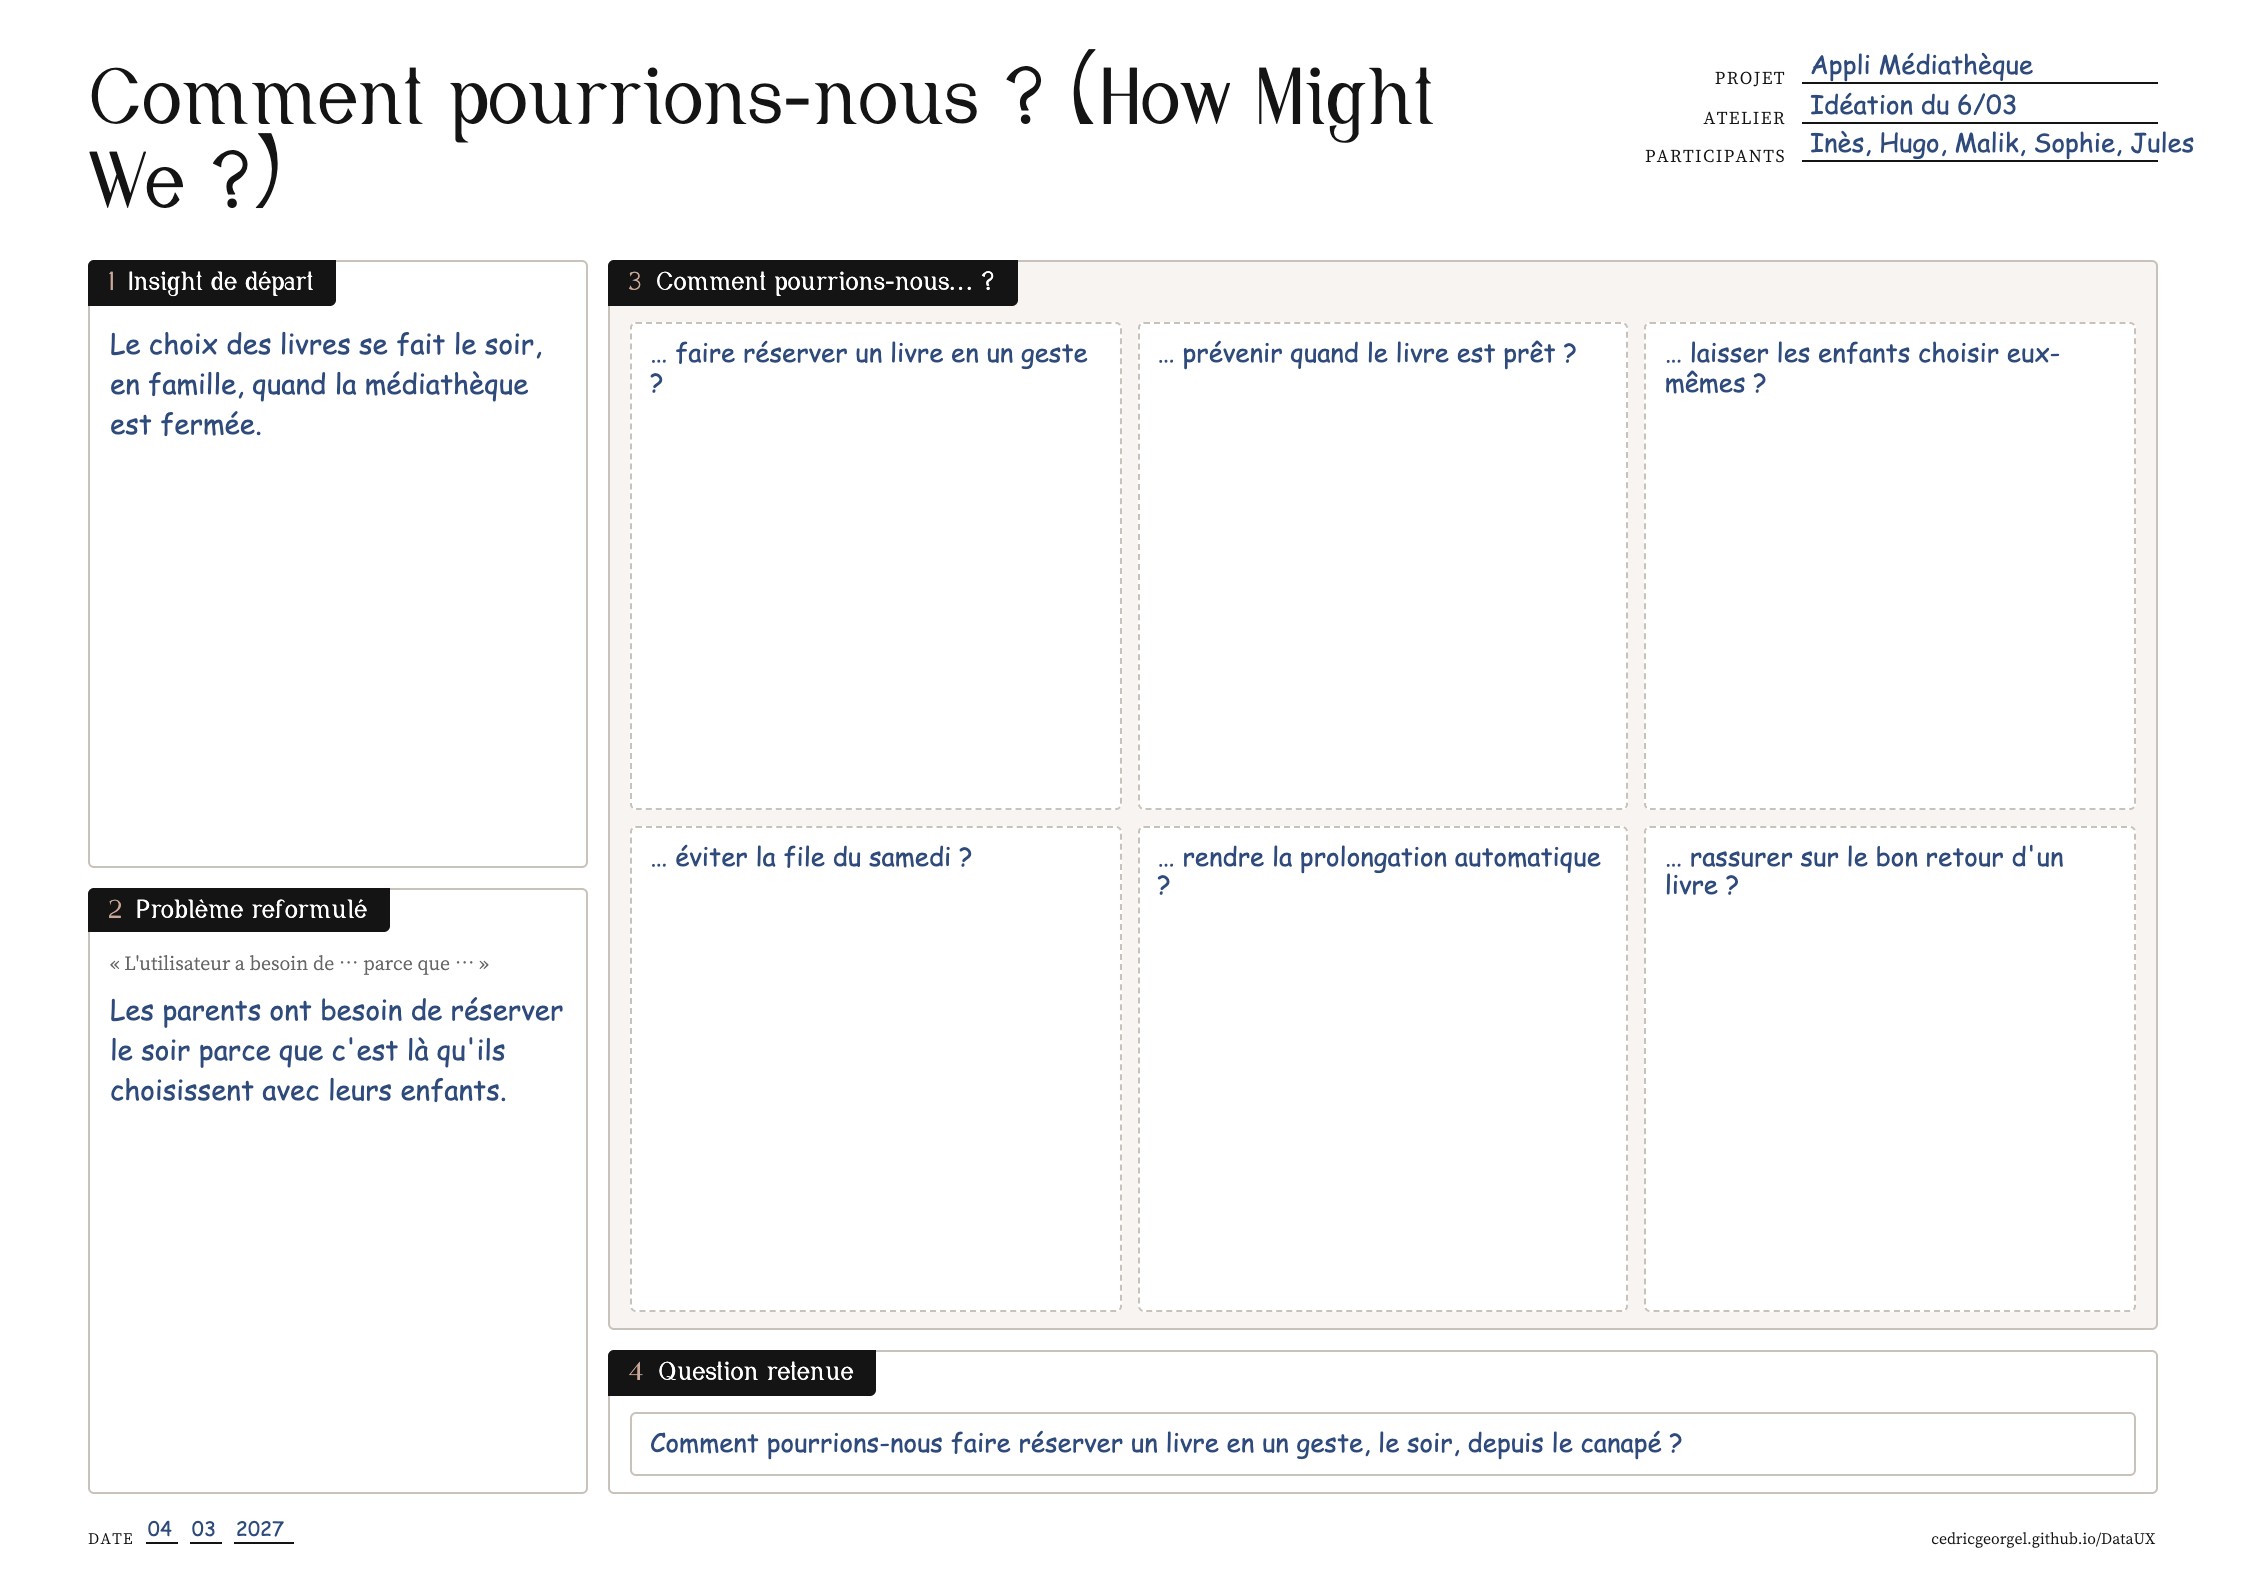 Comment pourrions-nous ? (How Might
We ?)
PROJET Appli Médiathèque
ATELIER Idéation du 6/03
PARTICIPANTS Inès, Hugo, Malik, Sophie, Jules
1 Insight de départ
Le choix des livres se fait le soir,
en famille, quand la médiathèque
est fermée.
2 Problème reformulé
« L'utilisateur a besoin de ··· parce que ··· »
Les parents ont besoin de réserver
le soir parce que c'est là qu'ils
choisissent avec leurs enfants.
3 Comment pourrions-nous... ?
... faire réserver un livre en un geste
?
... prévenir quand le livre est prêt ?
... laisser les enfants choisir eux-
mêmes ?
... éviter la file du samedi ?
... rendre la prolongation automatique
?
... rassurer sur le bon retour d'un
livre ?
4 Question retenue
Comment pourrions-nous faire réserver un livre en un geste, le soir, depuis le canapé ?
DATE 04 03 2027
cedricgeorgel.github.io/DataUX